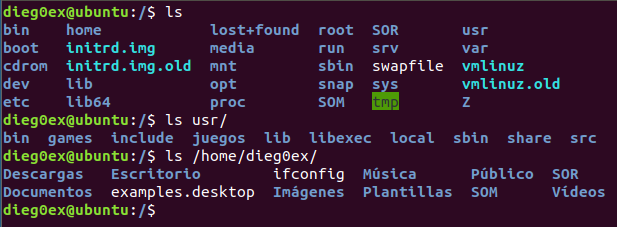 dieg0ex@ubuntu:/$ ls
bin home lost+found root SOR usr
boot initrd.img media run srv var
cdrom initrd.img.old mnt sbin swapfile vmlinuz
dev lib opt snap sys vmlinuz.old
etc lib64 proc SOM tmp Z
dieg0ex@ubuntu:/$ ls usr/
bin games include juegos lib libexec local sbin share src
dieg0ex@ubuntu:/$ ls /home/dieg0ex/
Descargas Escritorio ifconfig Música Público SOR
Documentos examples.desktop Imágenes Plantillas SOM Vídeos
dieg0ex@ubuntu:/$